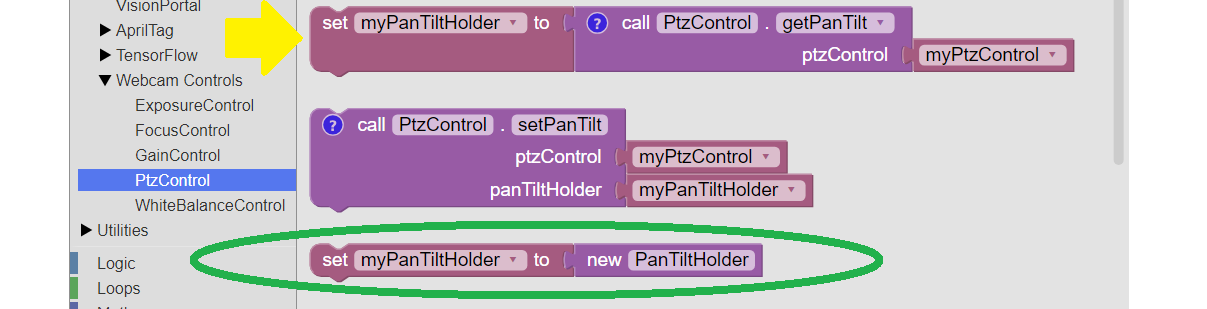 VisionPortal
AprilTag
TensorFlow
Webcam Controls
ExposureControl
FocusControl
GainControl
PtzControl
WhiteBalanceControl
Utilities
Logic
Loops
set myPanTiltHolder to ? call PtzControl . getPanTilt
ptzControl myPtzControl
? call PtzControl . setPanTilt
ptzControl myPtzControl
panTiltHolder myPanTiltHolder
set myPanTiltHolder to new PanTiltHolder